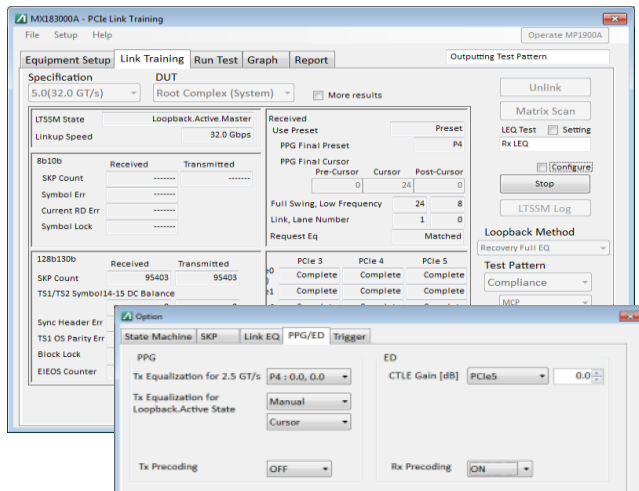 MX183000A - PCIe Link Training
File Setup Help
Operate MP1900A
Equipment Setup Link Training Run Test Graph Report
Outputting Test Pattern
Specification DUT
5.0(32.0 GT/s) Root Complex (System) More results
Unlink
Matrix Scan
LEQ Test Setting
Rx LEQ
Configure
Stop
LTSSM Log
Loopback Method
Recovery Full EQ
Test Pattern
Compliance
MCP
LTSSM State Loopback.Active.Master
Linkup Speed 32.0 Gbps
8b10b Received Transmitted
SKP Count ------- -------
Symbol Err -------
Current RD Err -------
Symbol Lock -------
Received
Use Preset Preset
PPG Final Preset P4
PPG Final Cursor
Pre-Cursor Cursor Post-Cursor
0 24 0
Full Swing, Low Frequency 24 8
Link, Lane Number 1 0
Request Eq Matched
128b130b Received Transmitted
SKP Count 95403 95403
TS1/TS2 Symbol14-15 DC Balance
Sync Header Err
TS1 OS Parity Err
Block Lock
EIEOS Counter
PCIe 3 PCIe 4 PCIe 5
e0 Complete Complete Complete
e1 Complete Complete Complete
Complete Complete Complete
Option
State Machine SKP Link EQ PPG/ED Trigger
PPG
Tx Equalization for 2.5 GT/s P4 : 0.0, 0.0
Tx Equalization for
Loopback.Active State
Manual
Cursor
Tx Precoding OFF
ED
CTLE Gain [dB] PCIe5 0.0
Rx Precoding ON